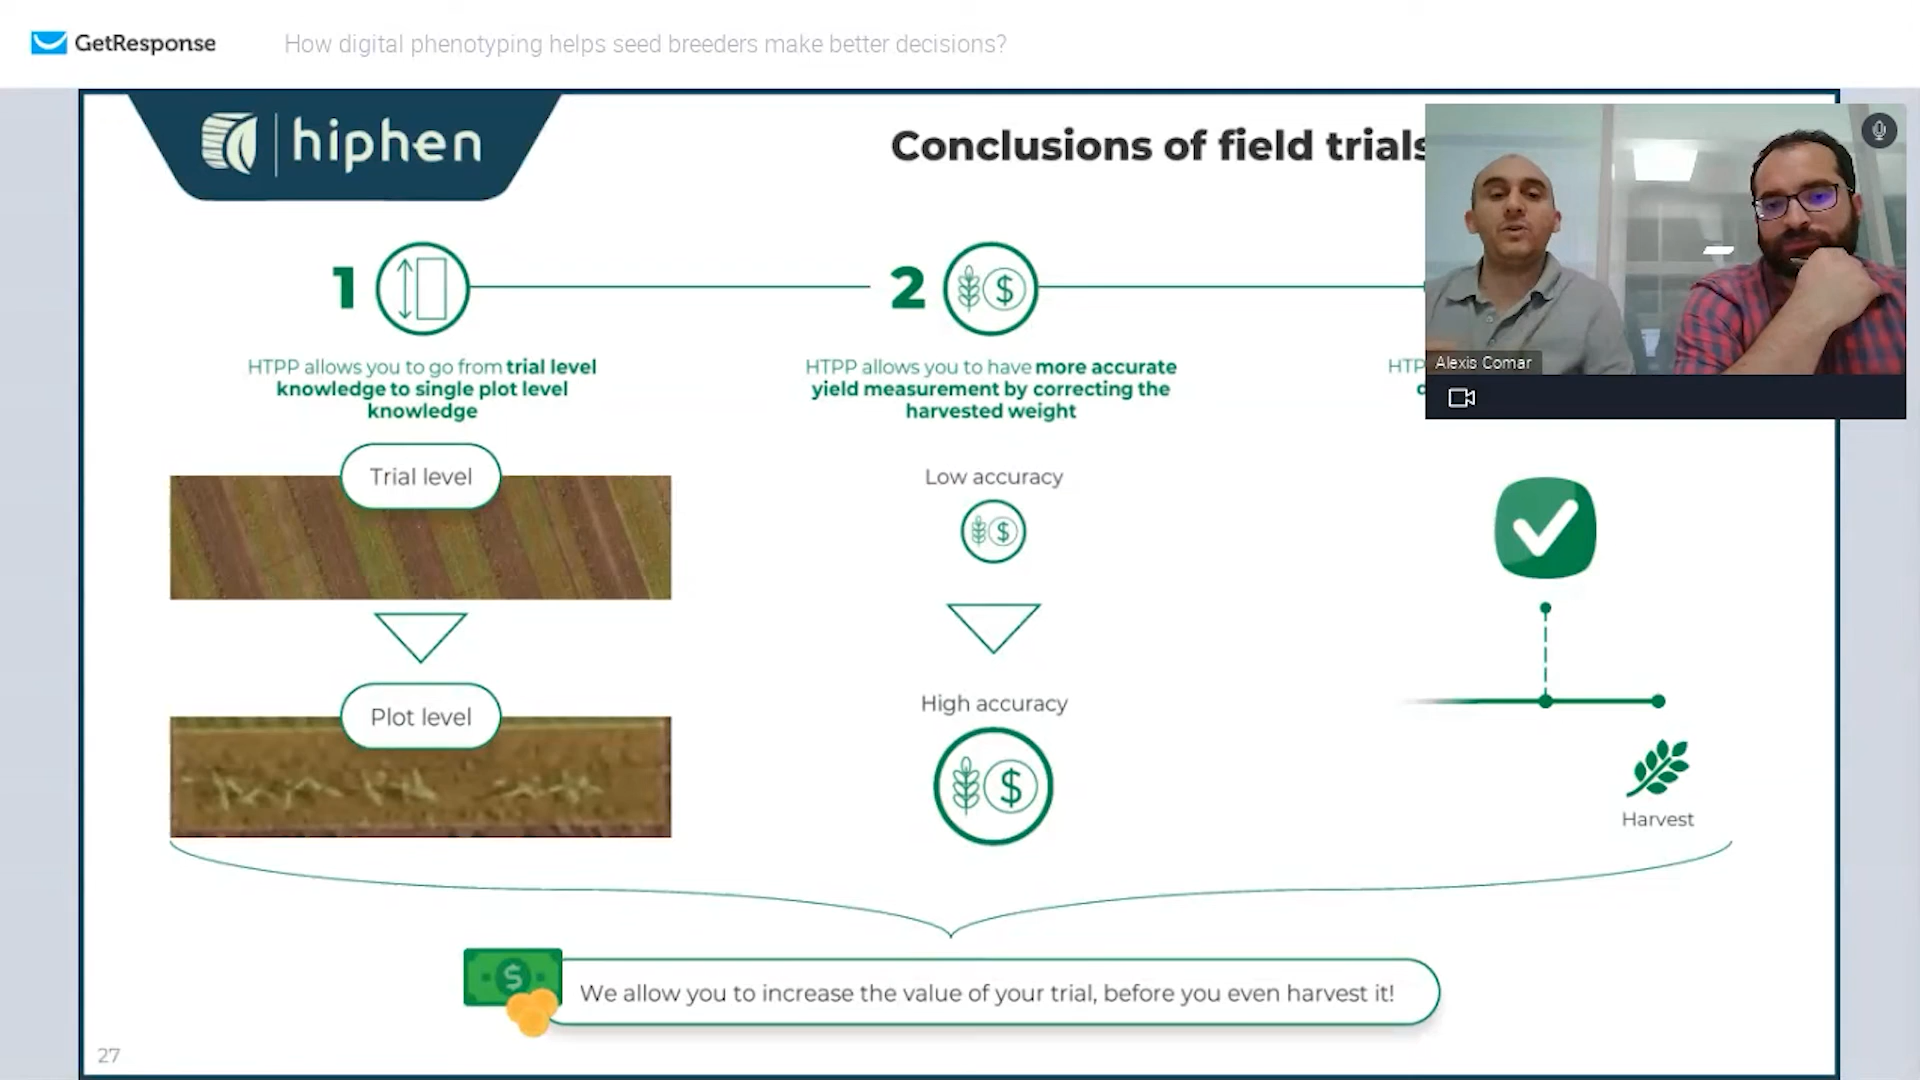 GetResponse
How digital phenotyping helps seed breeders make better decisions?
hiphen
Conclusions of field trials
1
2
HTPP allows you to go from trial level
knowledge to single plot level
knowledge
HTPP allows you to have more accurate
yield measurement by correcting the
harvested weight
Alexis Comar
Trial level
Low accuracy
Plot level
High accuracy
Harvest
We allow you to increase the value of your trial, before you even harvest it!
27